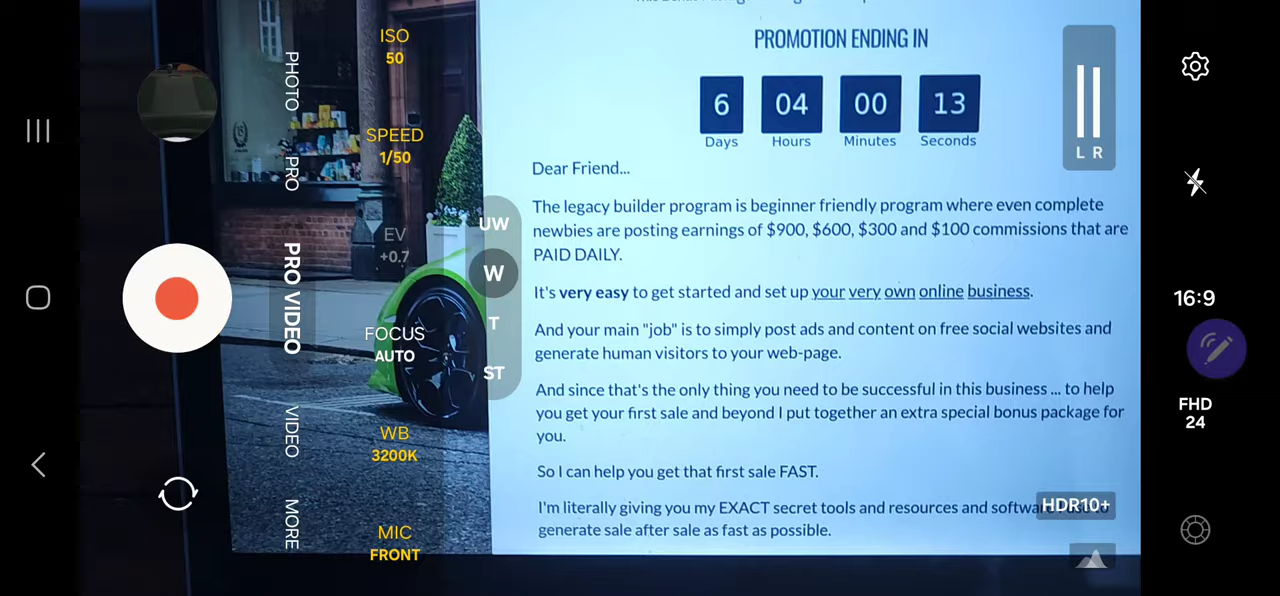 PHOTO
PRO
PRO VIDEO
VIDEO
MORE
ISO
50
SPEED
1/50
EV
+0.7
FOCUS
AUTO
WB
3200K
MIC
FRONT
UW
W
T
ST
PROMOTION ENDING IN
6 04 00 13
Days Hours Minutes Seconds
L R
Dear Friend...
The legacy builder program is beginner friendly program where even complete
newbies are posting earnings of $900, $600, $300 and $100 commissions that are
PAID DAILY.
It's very easy to get started and set up your very own online business.
And your main "job" is to simply post ads and content on free social websites and
generate human visitors to your web-page.
And since that's the only thing you need to be successful in this business ... to help
you get your first sale and beyond I put together an extra special bonus package for
you.
So I can help you get that first sale FAST.
I'm literally giving you my EXACT secret tools and resources and
generate sale after sale as fast as possible.
HDR10+
16:9
FHD
24